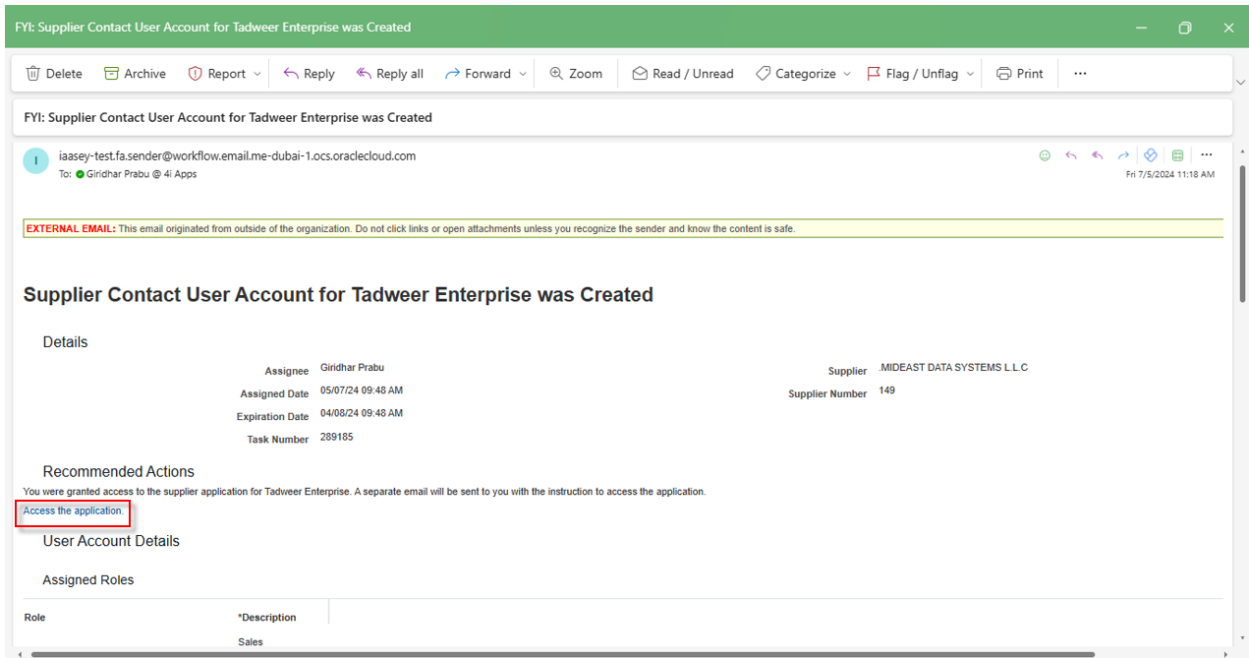 FYI: Supplier Contact User Account for Tadweer Enterprise was Created
Delete Archive Report Reply Reply all Forward Zoom Read / Unread Categorize Flag / Unflag Print ...
FYI: Supplier Contact User Account for Tadweer Enterprise was Created
I
iaasey-test.fa.sender@workflow.email.me-dubai-1.ocs.oraclecloud.com
To: Giridhar Prabu @ 4i Apps
Fri 7/5/2024 11:18 AM
EXTERNAL EMAIL: This email originated from outside of the organization. Do not click links or open attachments unless you recognize the sender and know the content is safe.
Supplier Contact User Account for Tadweer Enterprise was Created
Details
Assignee Giridhar Prabu Supplier .MIDEAST DATA SYSTEMS L.L.C
Assigned Date 05/07/24 09:48 AM Supplier Number 149
Expiration Date 04/08/24 09:48 AM
Task Number 289185
Recommended Actions
You were granted access to the supplier application for Tadweer Enterprise. A separate email will be sent to you with the instruction to access the application.
Access the application.
User Account Details
Assigned Roles
Role *Description
Sales